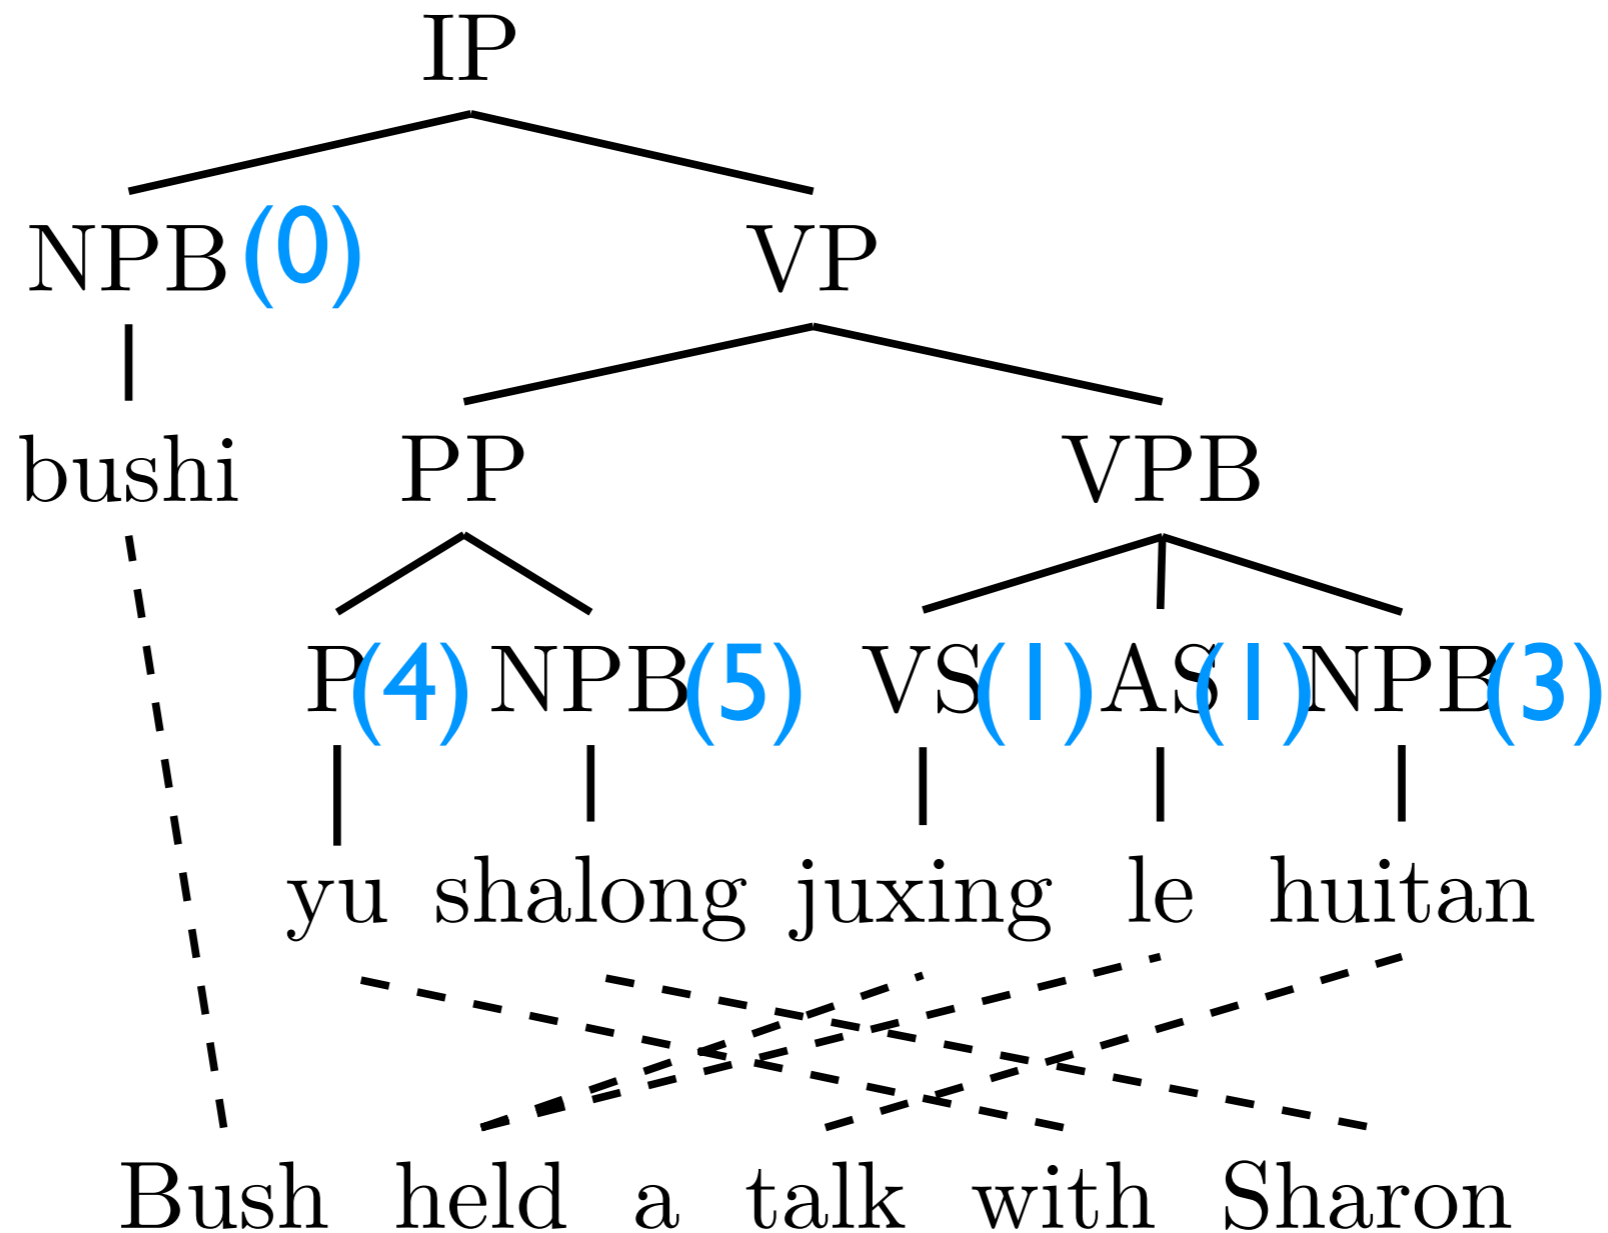 IP
NPB (0) VP
bushi PP VPB
P (4) NPB (5) VS (1) AS (1) NPB (3)
yu shalong juxing le huitan
Bush held a talk with Sharon